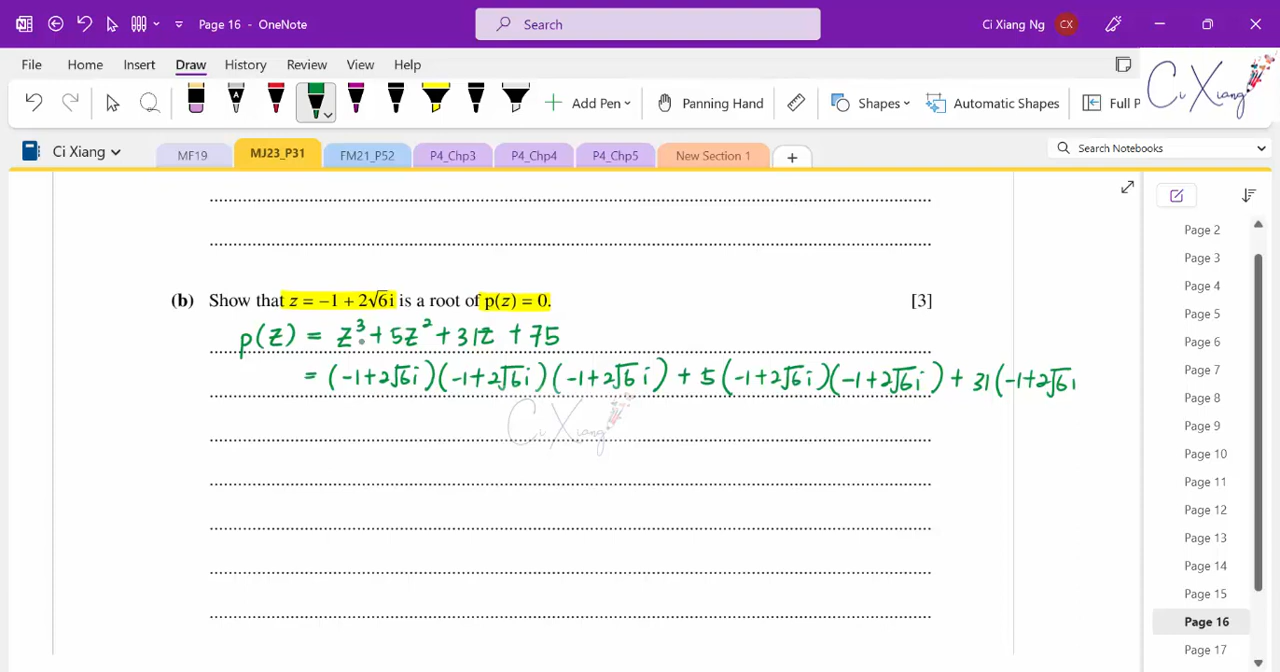 Page 16 - OneNote
Search
Ci Xiang Ng
CX
File Home Insert Draw History Review View Help
Add Pen
Panning Hand
Shapes
Automatic Shapes
Full P
Ci Xiang
Ci Xiang
MF19
MJ23_P31
FM21_P52
P4_Chp3
P4_Chp4
P4_Chp5
New Section 1
Search Notebooks
(b) Show that z = −1 + 2√6i is a root of p(z) = 0. [3]
p(z) = z³ + 5z² + 31z + 75
= (-1+2√6i)(-1+2√6i)(-1+2√6i) + 5(-1+2√6i)(-1+2√6i) + 31(-1+2√6i
Ci Xiang
Page 2
Page 3
Page 4
Page 5
Page 6
Page 7
Page 8
Page 9
Page 10
Page 11
Page 12
Page 13
Page 14
Page 15
Page 16
Page 17